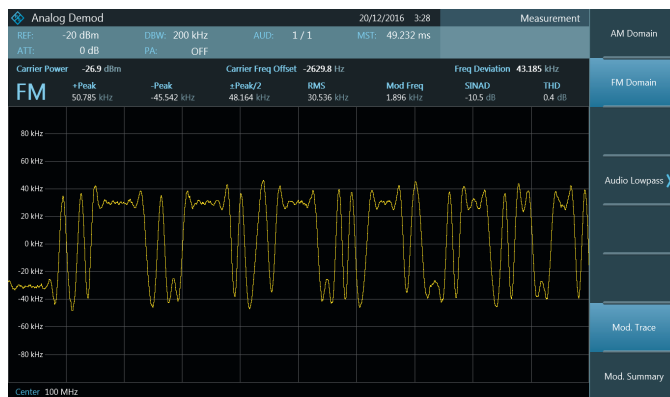 Analog Demod 20/12/2016 3:28 Measurement
REF: -20 dBm DBW: 200 kHz AUD: 1 / 1 MST: 49.232 ms
ATT: 0 dB PA: OFF
Carrier Power -26.9 dBm Carrier Freq Offset -2629.8 Hz Freq Deviation 43.185 kHz
FM +Peak -Peak ±Peak/2 RMS Mod Freq SINAD THD
50.785 kHz -45.542 kHz 48.164 kHz 30.536 kHz 1.896 kHz -10.5 dB 0.4 dB
80 kHz
60 kHz
40 kHz
20 kHz
0 kHz
-20 kHz
-40 kHz
-60 kHz
-80 kHz
Center 100 MHz
AM Domain
FM Domain
Audio Lowpass
Mod. Trace
Mod. Summary